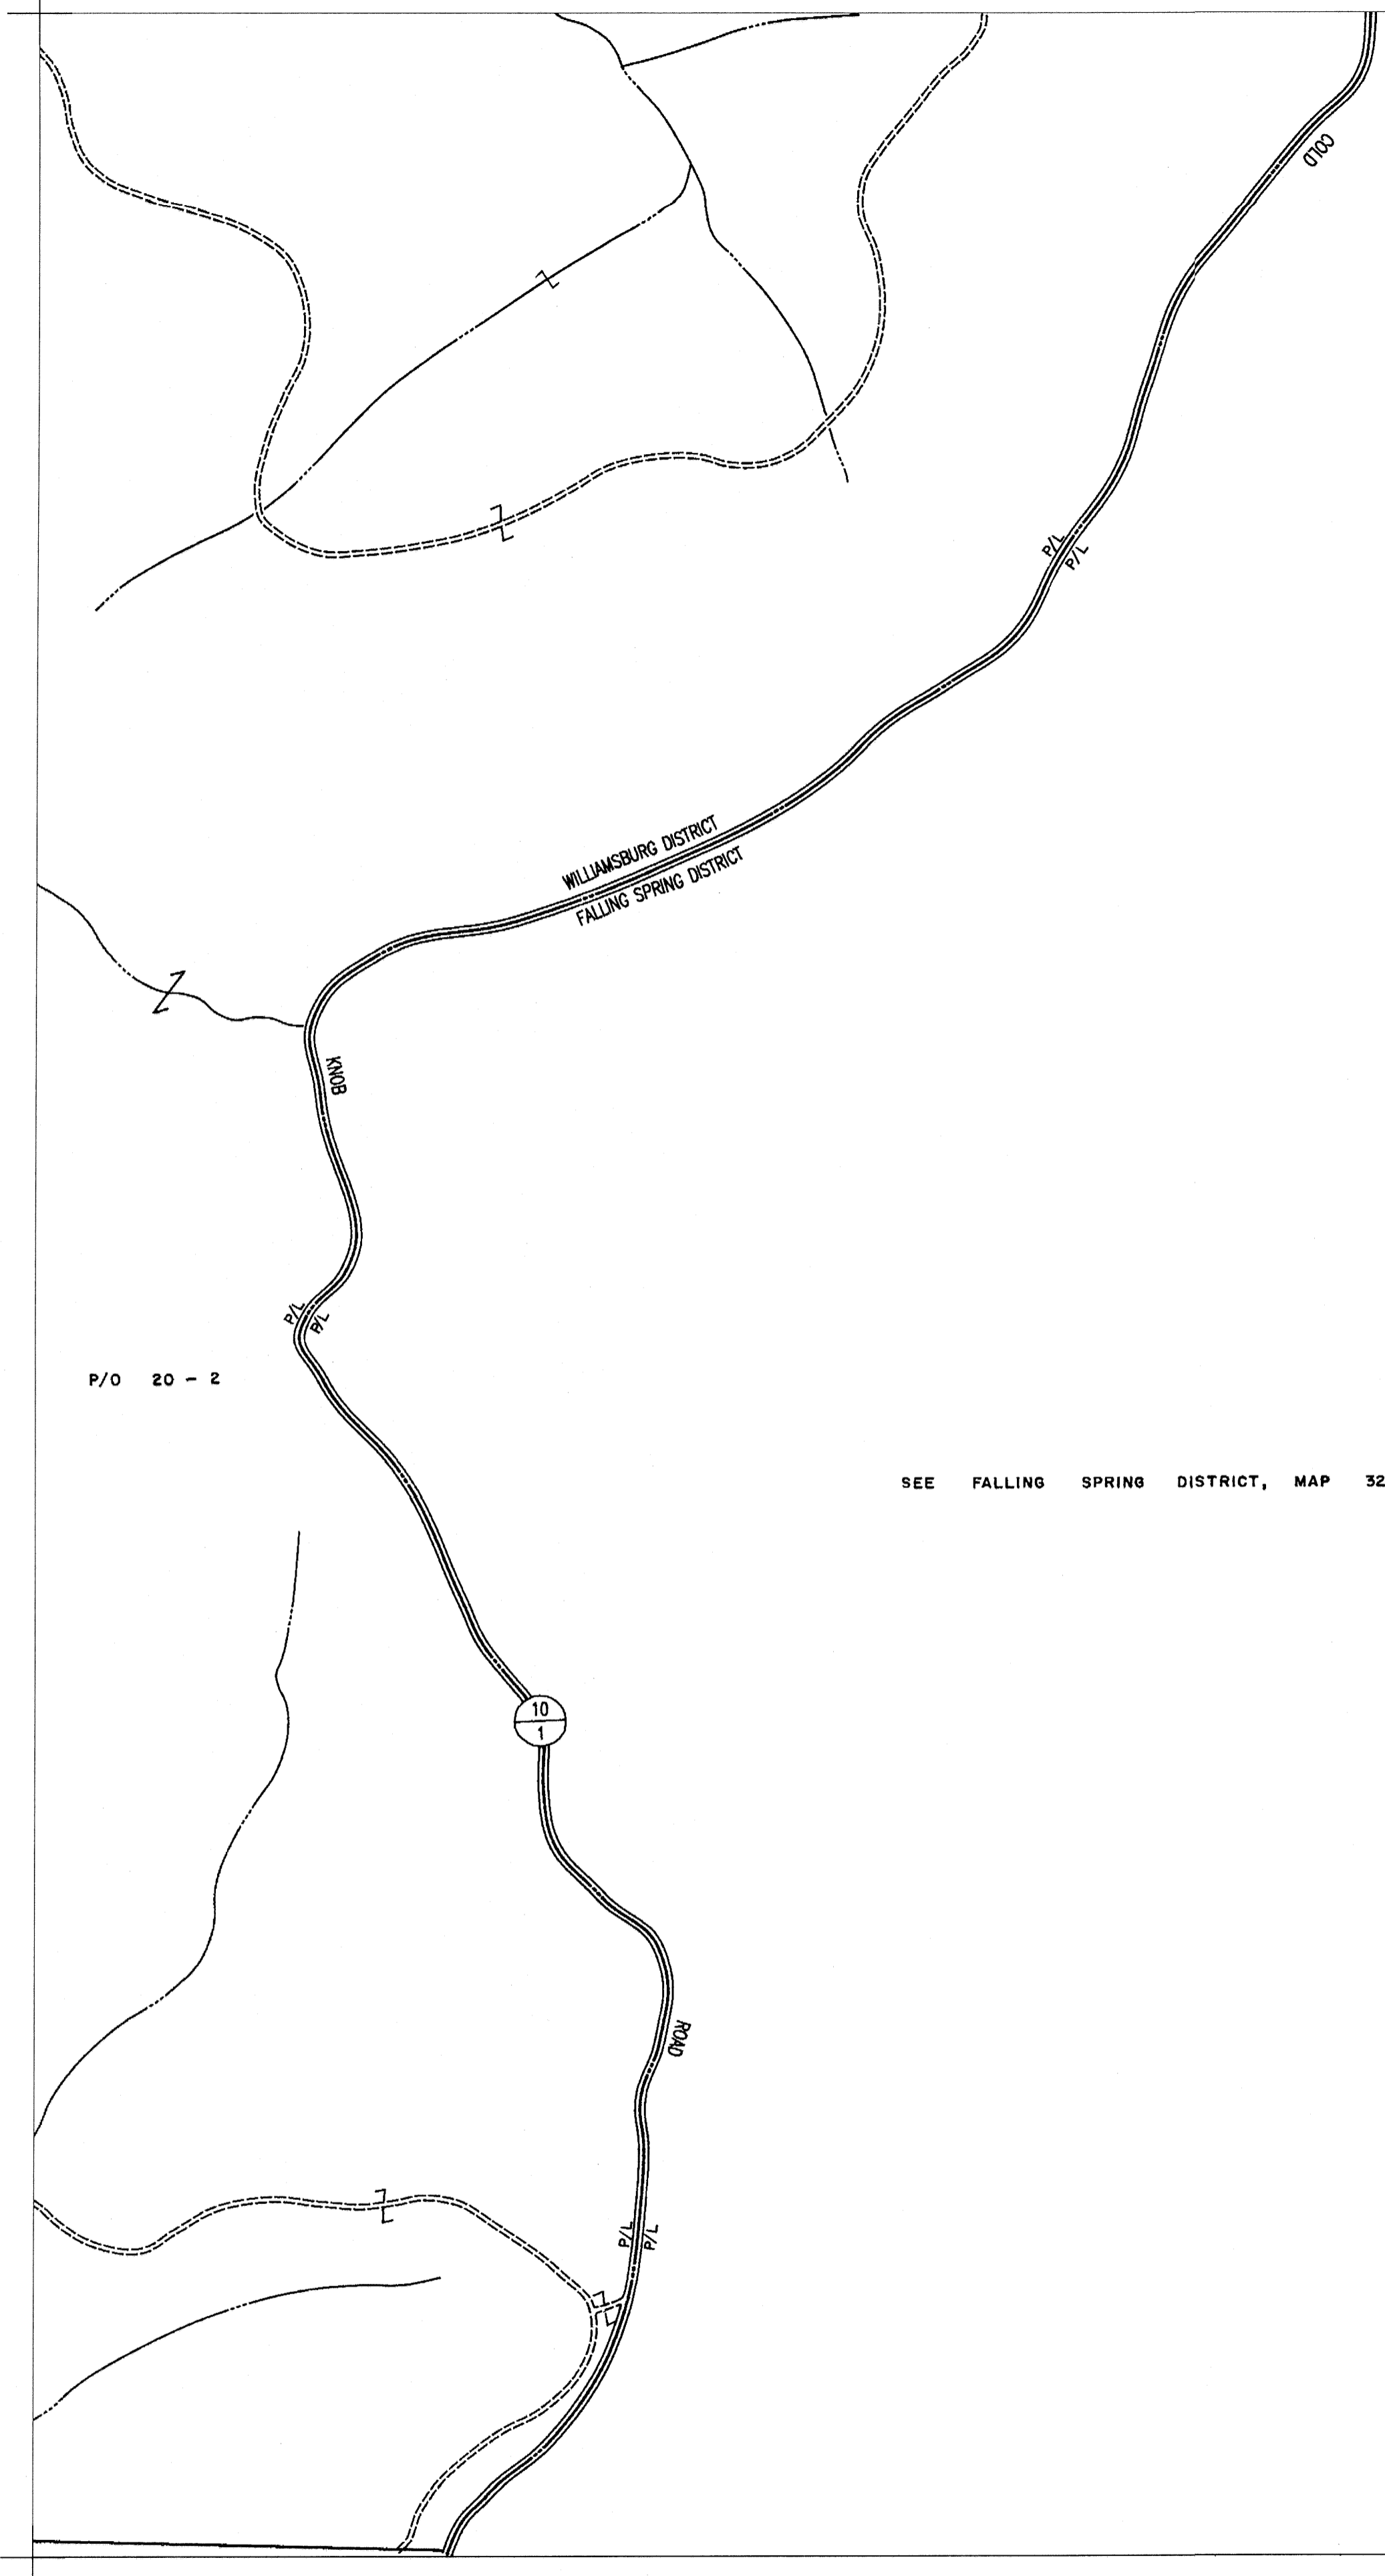 COLD
P/L
P/L
WILLIAMSBURG DISTRICT
FALLING SPRING DISTRICT
KNOB
P/L
P/L
P/O 20 - 2
SEE FALLING SPRING DISTRICT, MAP 32
10
1
ROAD
P/L
P/L